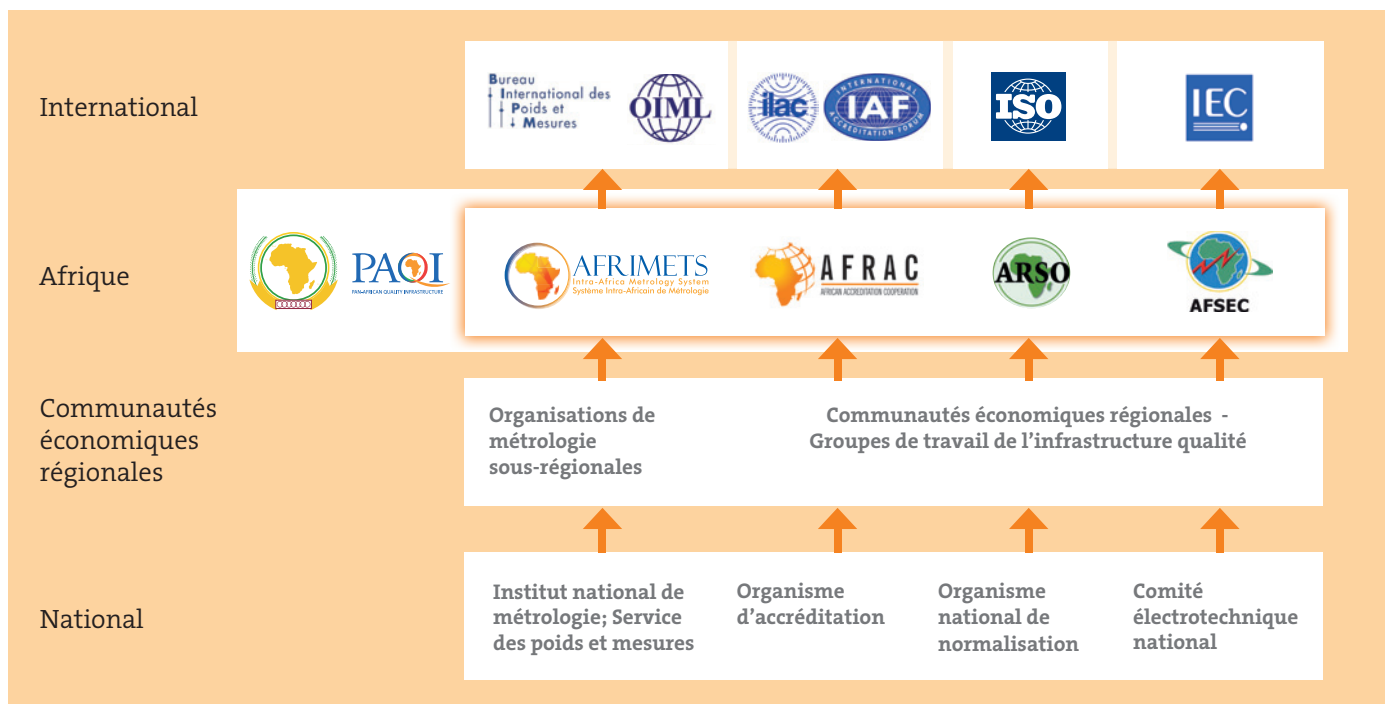 International
Bureau
International des
Poids et
Mesures
OIML
ilac
INTERNATIONAL
IAF
ACCREDITATION FORUM
ISO
IEC
Afrique
PAQI
PAN-AFRICAN QUALITY INFRASTRUCTURE
AFRIMETS
Intra-Africa Metrology System
Système Intra-Africain de Métrologie
AFRAC
AFRICAN ACCREDITATION COOPERATION
ARSO
AFSEC
Communautés
économiques
régionales
Organisations de
métrologie
sous-régionales
Communautés économiques régionales -
Groupes de travail de l’infrastructure qualité
National
Institut national de
métrologie; Service
des poids et mesures
Organisme
d’accréditation
Organisme
national de
normalisation
Comité
électrotechnique
national